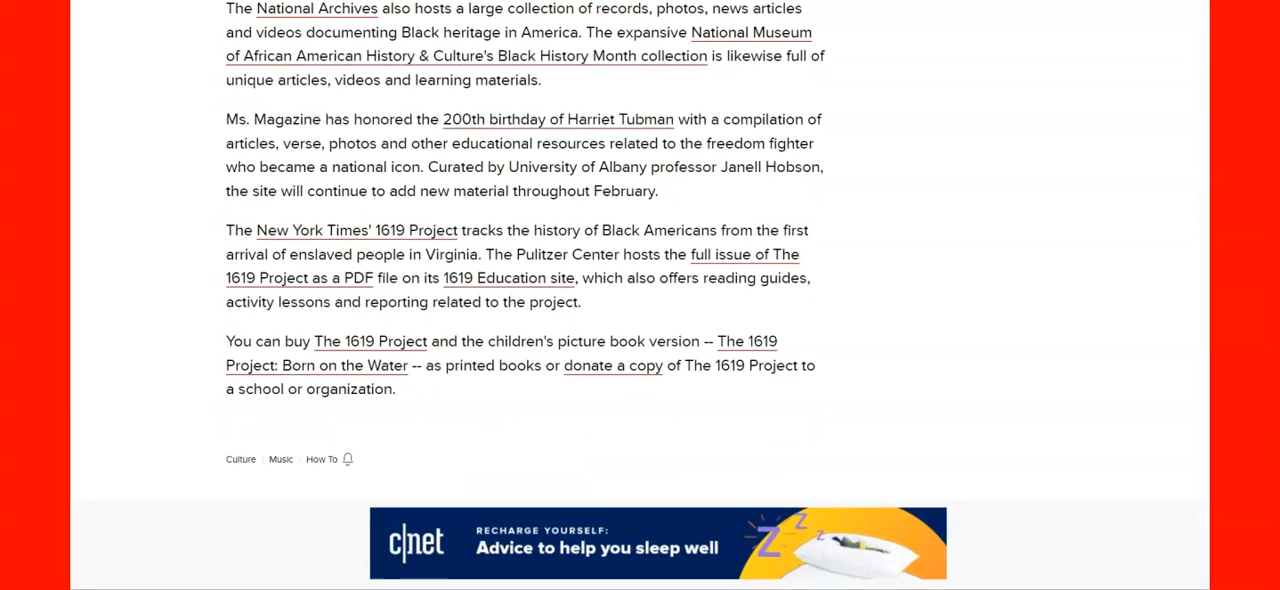 The National Archives also hosts a large collection of records, photos, news articles
and videos documenting Black heritage in America. The expansive National Museum
of African American History & Culture's Black History Month collection is likewise full of
unique articles, videos and learning materials.
Ms. Magazine has honored the 200th birthday of Harriet Tubman with a compilation of
articles, verse, photos and other educational resources related to the freedom fighter
who became a national icon. Curated by University of Albany professor Janell Hobson,
the site will continue to add new material throughout February.
The New York Times' 1619 Project tracks the history of Black Americans from the first
arrival of enslaved people in Virginia. The Pulitzer Center hosts the full issue of The
1619 Project as a PDF file on its 1619 Education site, which also offers reading guides,
activity lessons and reporting related to the project.
You can buy The 1619 Project and the children's picture book version -- The 1619
Project: Born on the Water -- as printed books or donate a copy of The 1619 Project to
a school or organization.
Culture Music How To
c|net
RECHARGE YOURSELF:
Advice to help you sleep well
Z Z z